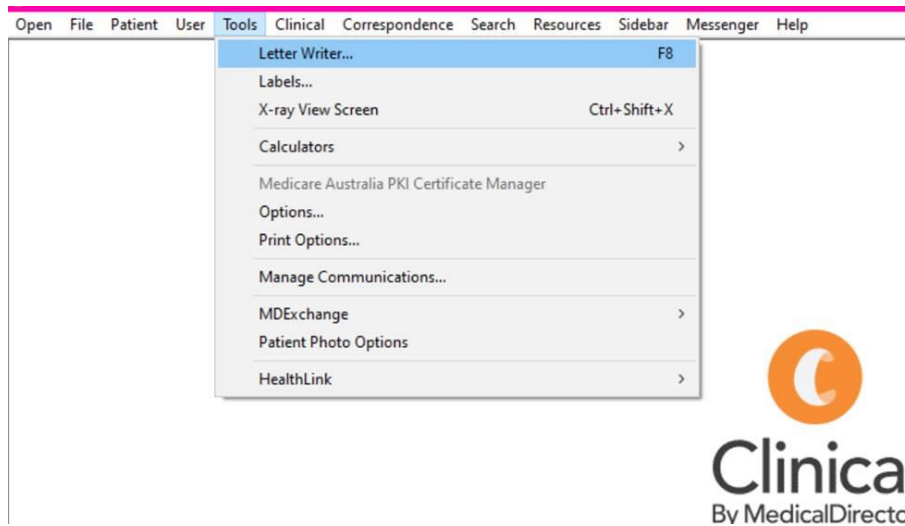 Open File Patient User Tools Clinical Correspondence Search Resources Sidebar Messenger Help
Letter Writer... F8
Labels...
X-ray View Screen Ctrl+Shift+X
Calculators
Medicare Australia PKI Certificate Manager
Options...
Print Options...
Manage Communications...
MDExchange
Patient Photo Options
HealthLink
Clinica
By MedicalDirecto